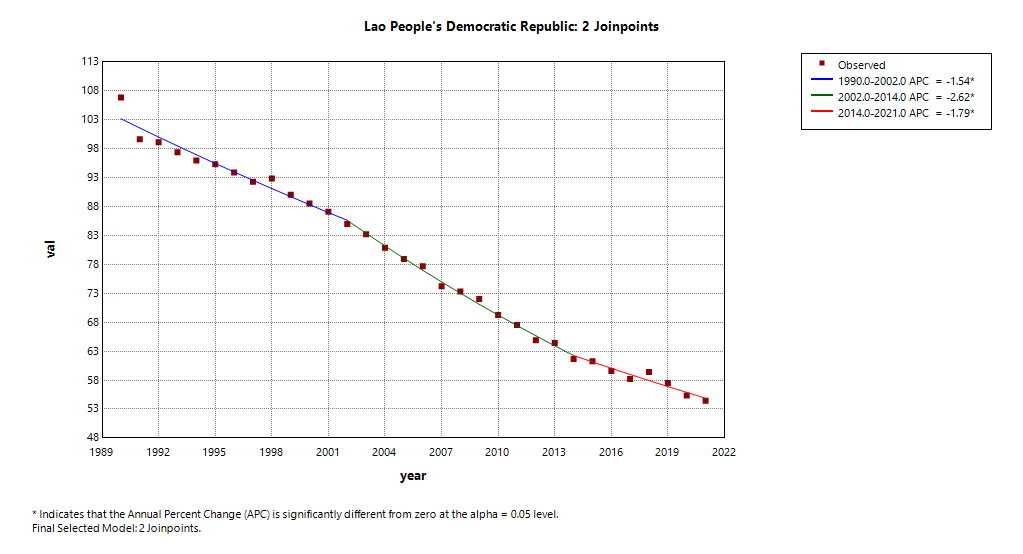 Lao People's Democratic Republic: 2 Joinpoints
113
108
103
98
93
88
83
78
73
68
63
58
53
48
val
1989 1992 1995 1998 2001 2004 2007 2010 2013 2016 2019 2022
year
Observed
1990.0-2002.0 APC = -1.54*
2002.0-2014.0 APC = -2.62*
2014.0-2021.0 APC = -1.79*
* Indicates that the Annual Percent Change (APC) is significantly different from zero at the alpha = 0.05 level.
Final Selected Model: 2 Joinpoints.